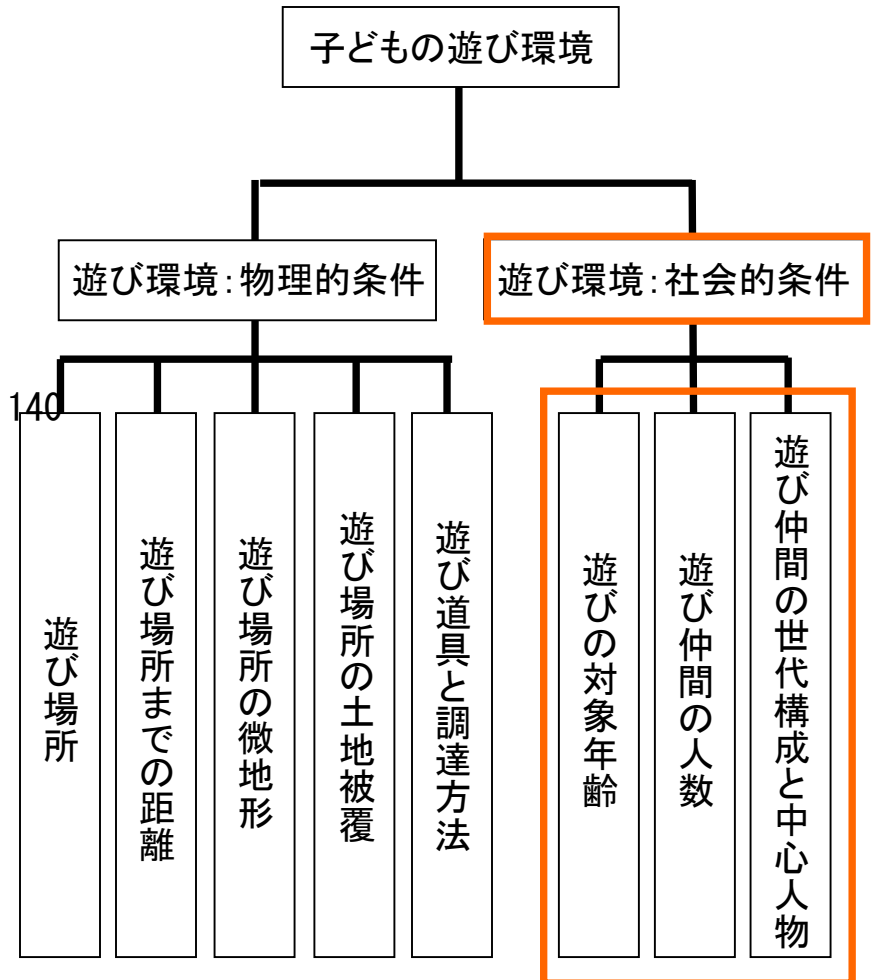 子どもの遊び環境
遊び環境:物理的条件
遊び環境:社会的条件
140
遊び場所
遊び場所までの距離
遊び場所の微地形
遊び場所の土地被覆
遊び道具と調達方法
遊びの対象年齢
遊び仲間の人数
遊び仲間の世代構成と中心人物